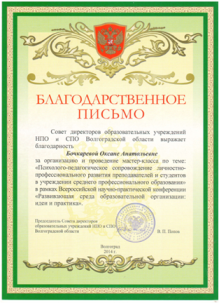 БЛАГОДАРСТВЕННОЕ
ПИСЬМО
Совет директоров образовательных учреждений
НПО и СПО Волгоградской области выражает
благодарность
Бочкаревой Оксане Анатольевне
за организацию и проведение мастер-класса по теме:
«Психолого-педагогическое сопровождение личностно-
профессионального развития преподавателей и студентов
в учреждении среднего профессионального образования»
в рамках Всероссийской научно-практической конференции
«Развивающая среда образовательной организации:
идеи и практика».
Председатель Совета директоров
образовательных учреждений НПО и СПО
Волгоградской области
Волгоград
2014 г.